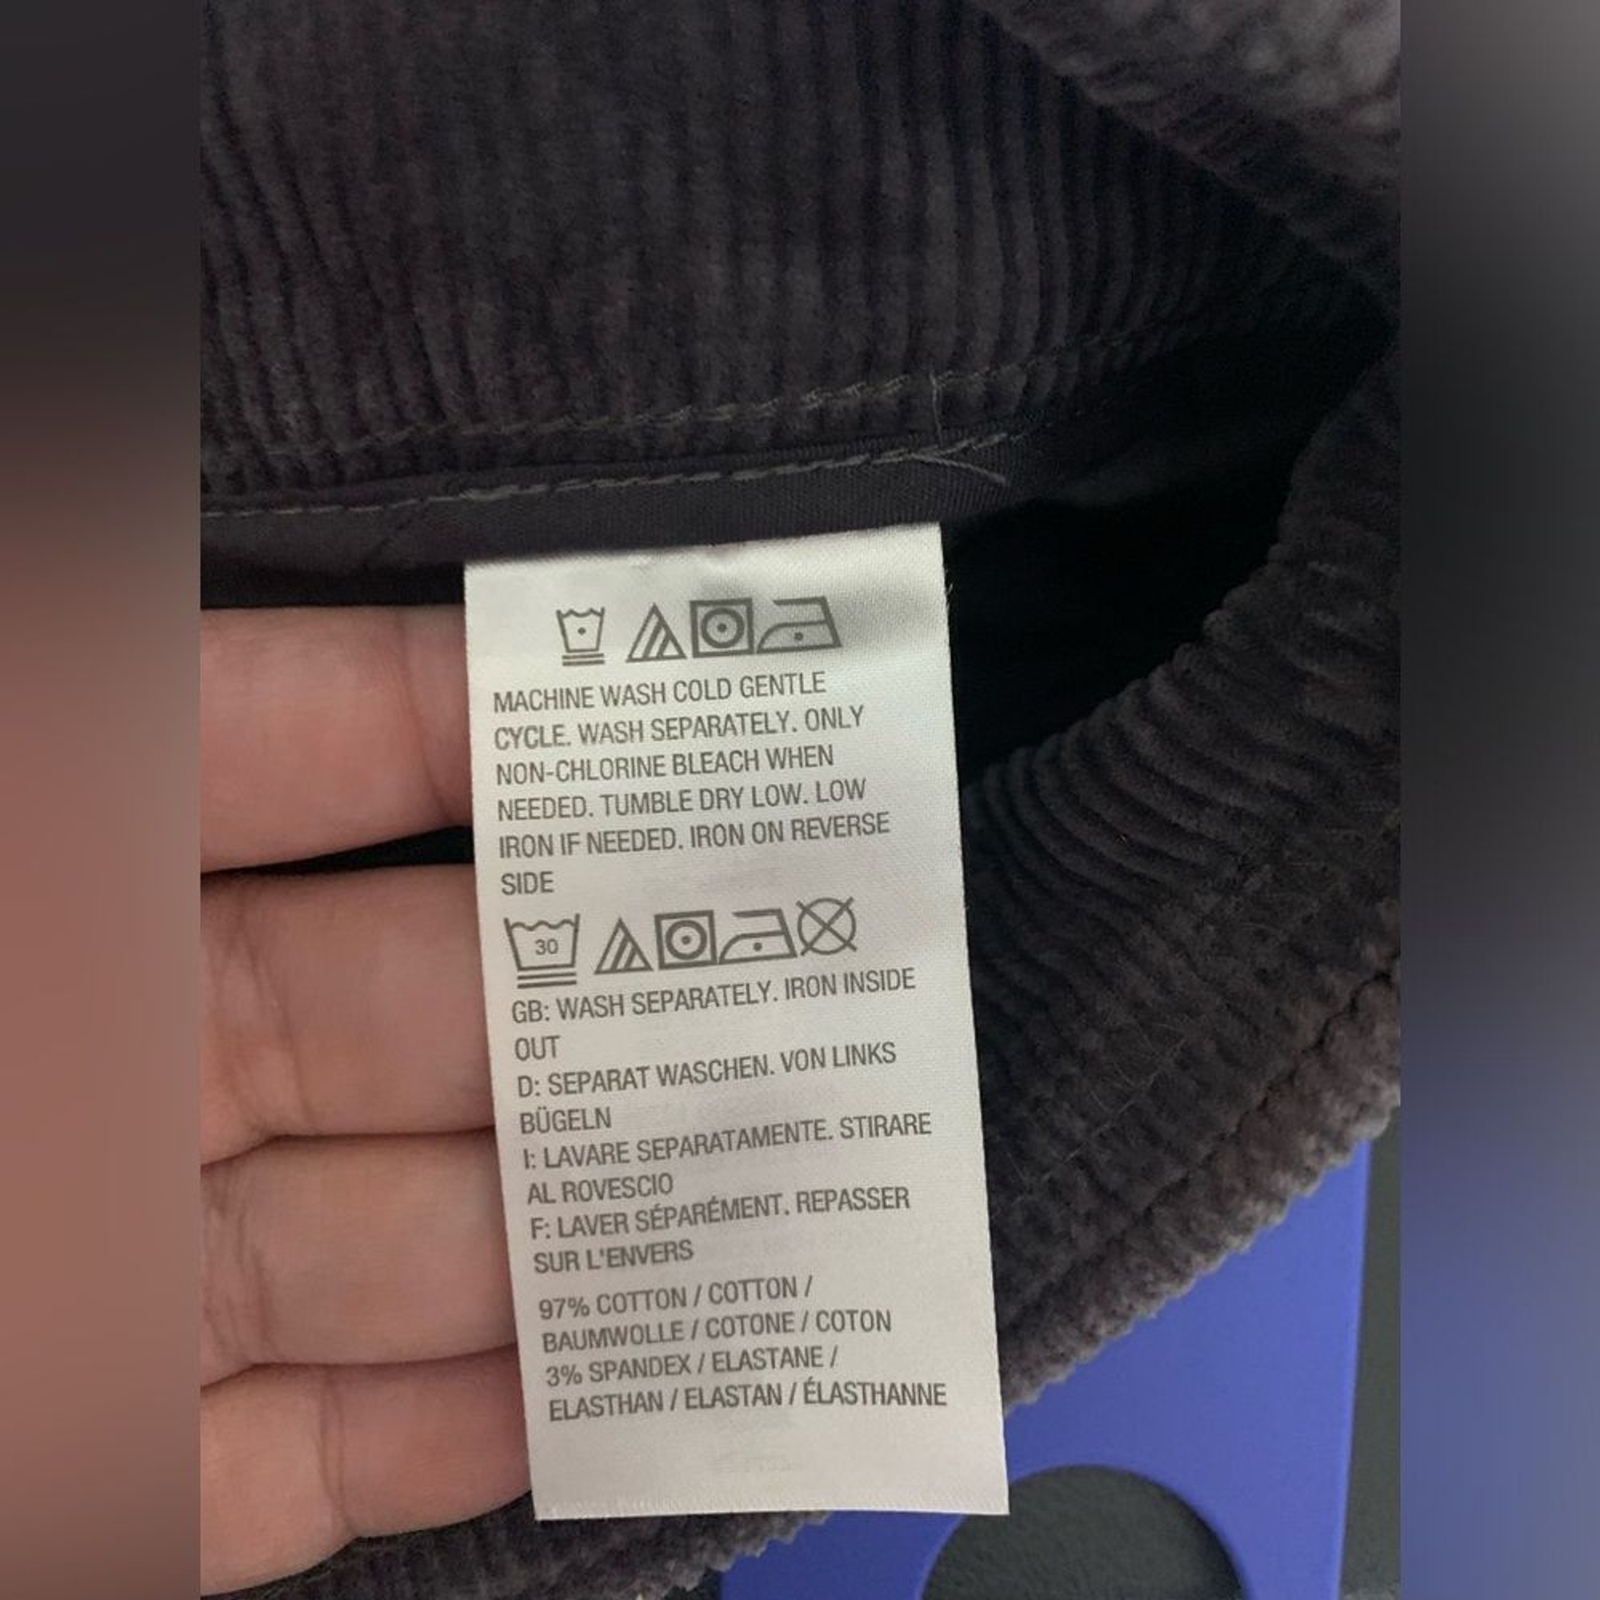 MACHINE WASH COLD GENTLE
CYCLE. WASH SEPARATELY. ONLY
NON-CHLORINE BLEACH WHEN
NEEDED. TUMBLE DRY LOW. LOW
IRON IF NEEDED. IRON ON REVERSE
SIDE
30
GB: WASH SEPARATELY. IRON INSIDE
OUT
D: SEPARAT WASCHEN. VON LINKS
BÜGELN
I: LAVARE SEPARATAMENTE. STIRARE
AL ROVESCIO
F: LAVER SÉPARÉMENT. REPASSER
SUR L'ENVERS
97% COTTON / COTTON /
BAUMWOLLE / COTONE / COTON
3% SPANDEX / ELASTANE /
ELASTHAN / ELASTAN / ÉLASTHANNE